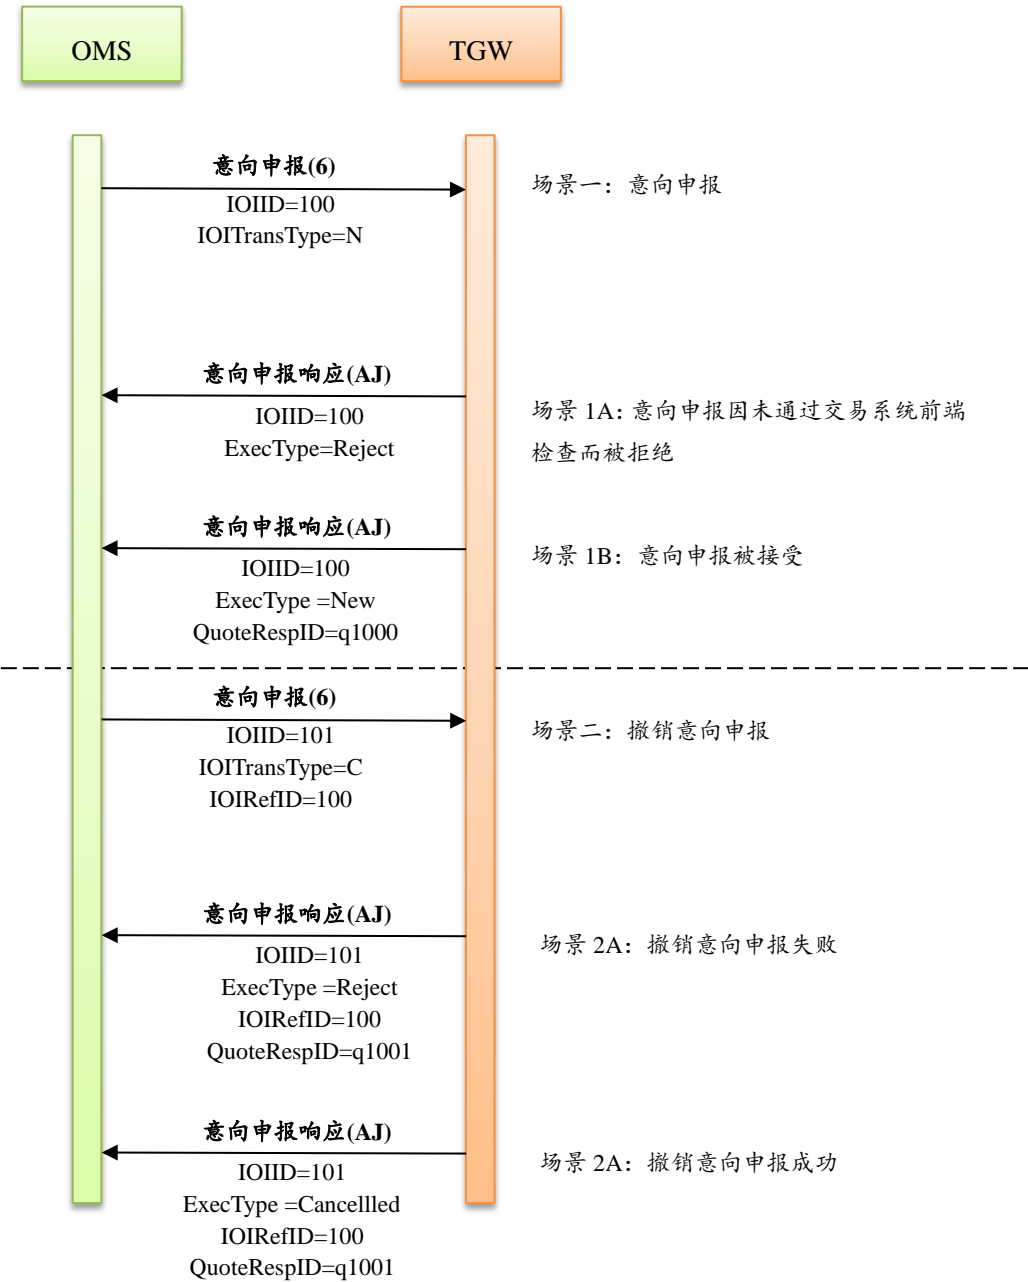 OMS
TGW
意向申报(6)
IOIID=100
IOITransType=N
场景一：意向申报
意向申报响应(AJ)
IOIID=100
ExecType=Reject
场景 1A：意向申报因未通过交易系统前端
检查而被拒绝
意向申报响应(AJ)
IOIID=100
ExecType =New
QuoteRespID=q1000
场景 1B：意向申报被接受
意向申报(6)
IOIID=101
IOITransType=C
IOIRefID=100
场景二：撤销意向申报
意向申报响应(AJ)
IOIID=101
ExecType =Reject
IOIRefID=100
QuoteRespID=q1001
场景 2A：撤销意向申报失败
意向申报响应(AJ)
IOIID=101
ExecType =Cancellled
IOIRefID=100
QuoteRespID=q1001
场景 2A：撤销意向申报成功